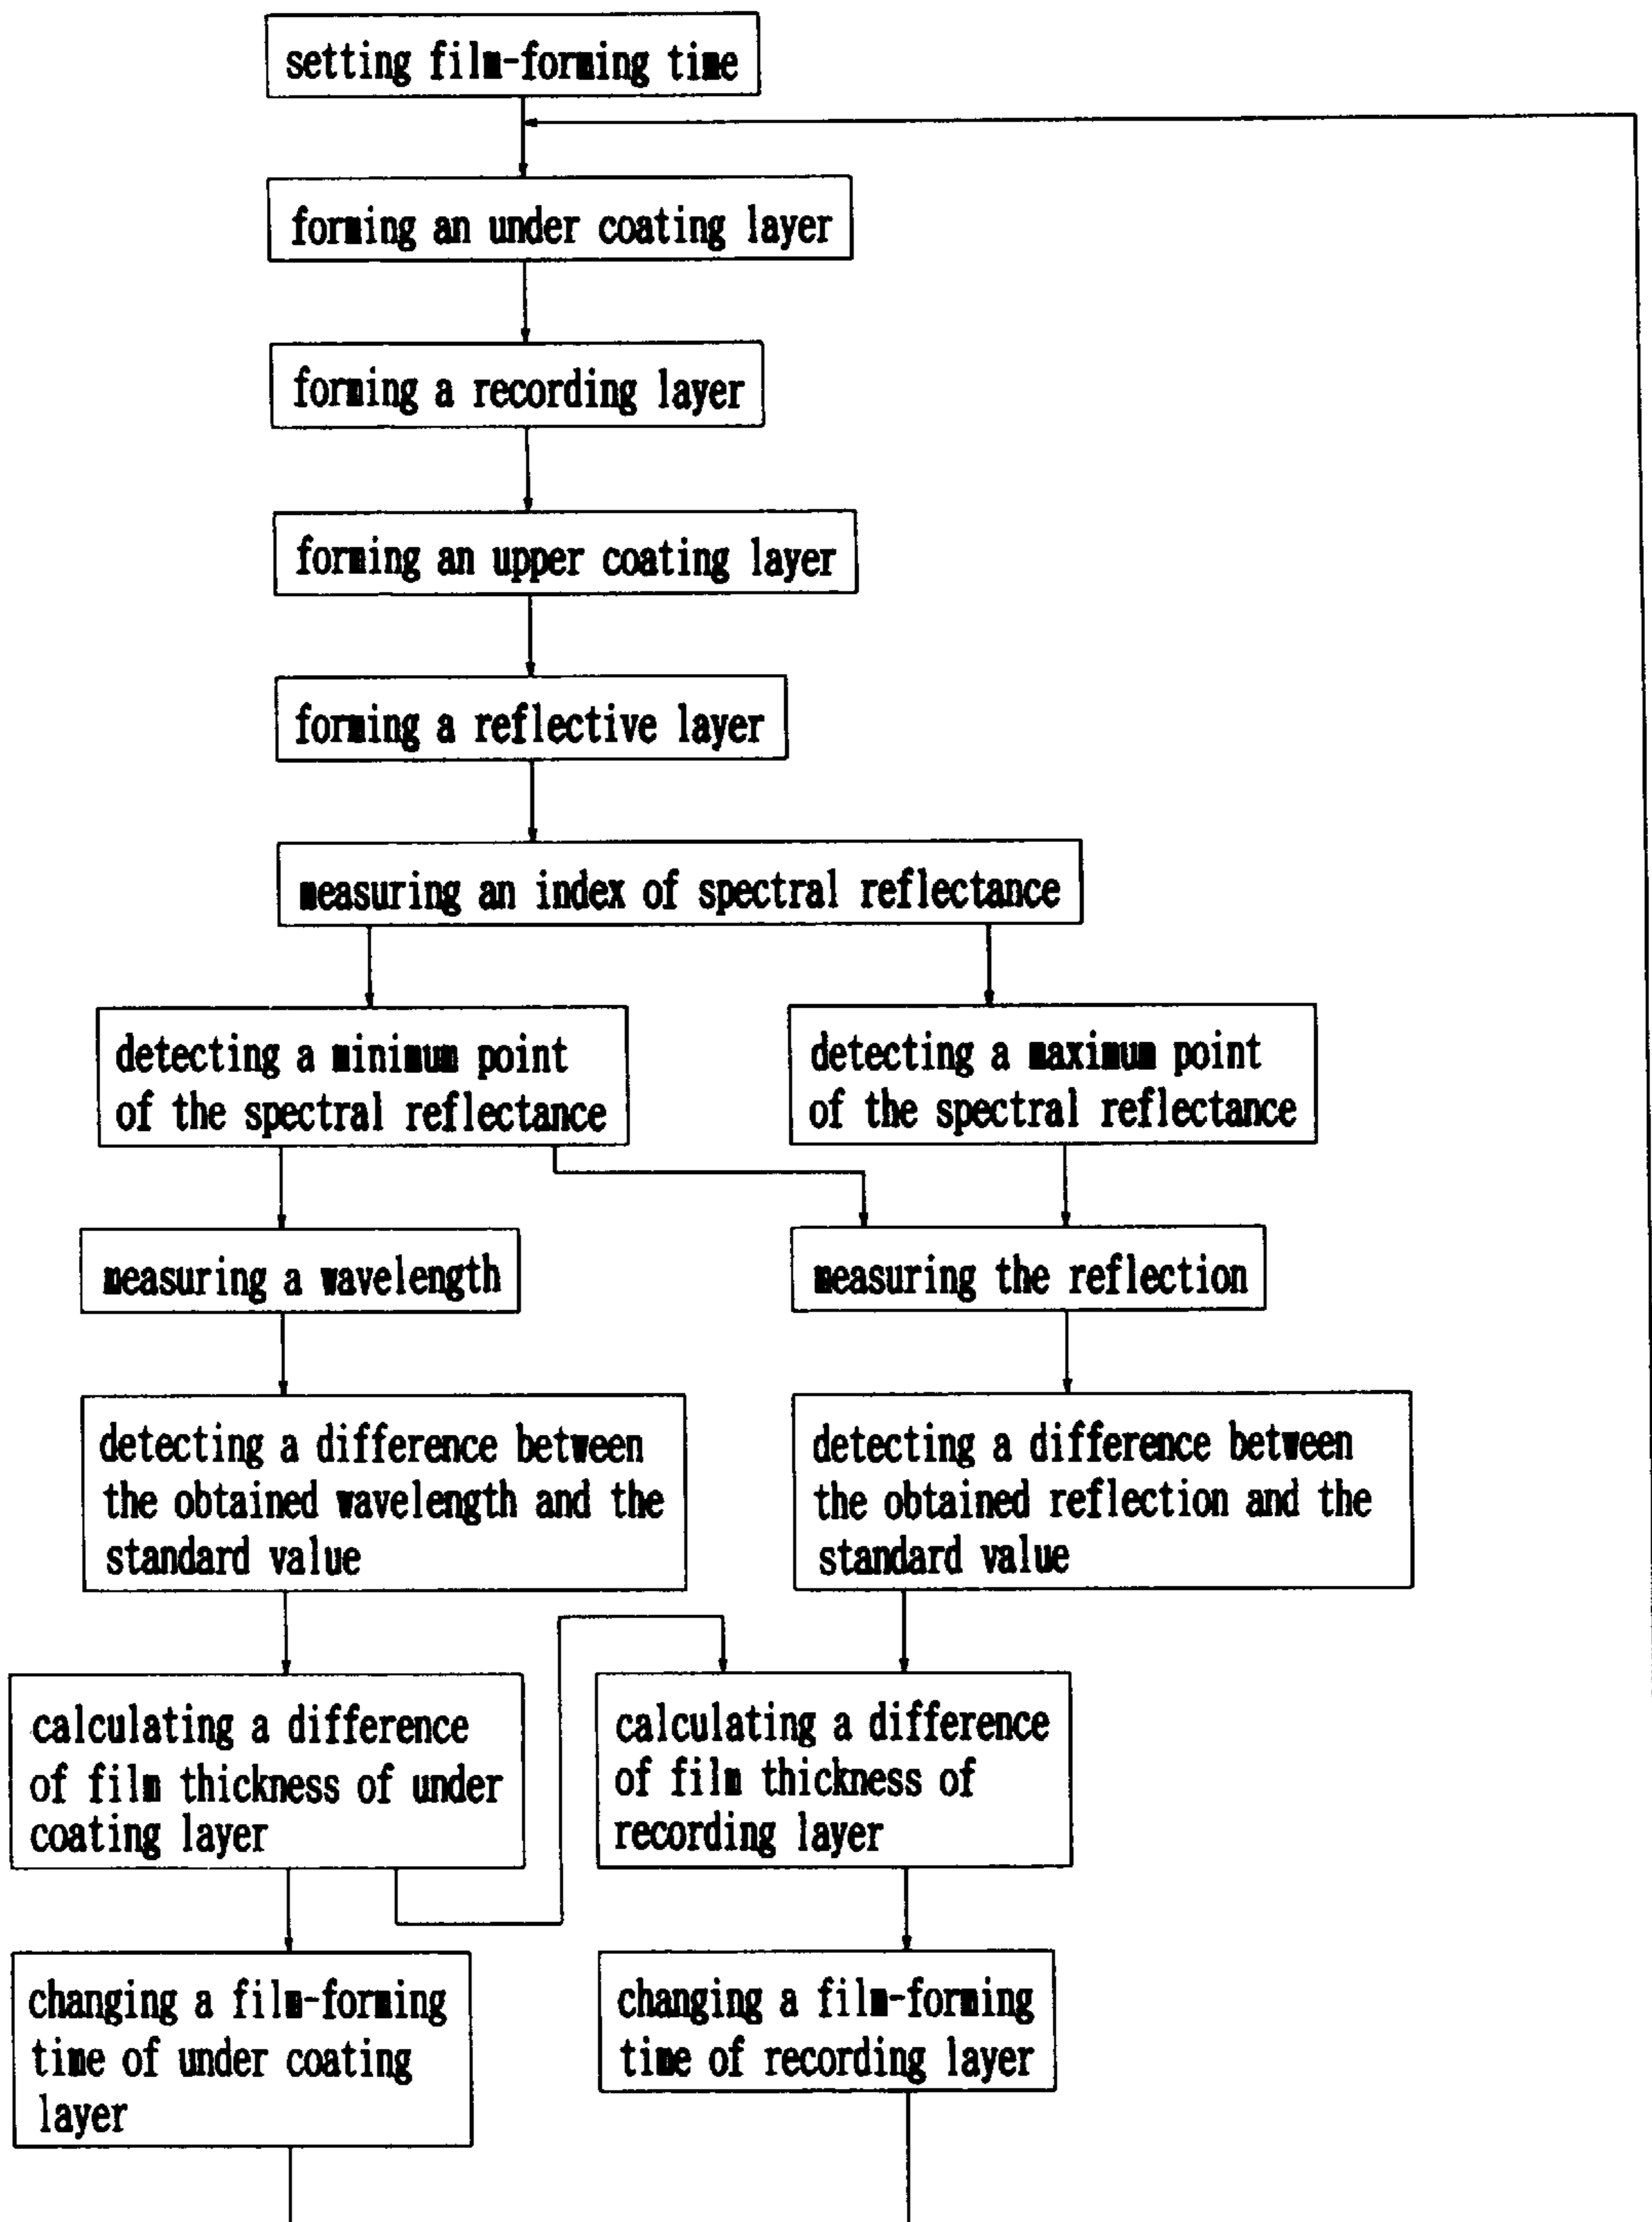 setting film-forming time
forming an under coating layer
forming a recording layer
forming an upper coating layer
forming a reflective layer
measuring an index of spectral reflectance
detecting a minimum point
of the spectral reflectance
detecting a maximum point
of the spectral reflectance
measuring a wavelength
measuring the reflection
detecting a difference between
the obtained wavelength and the
standard value
detecting a difference between
the obtained reflection and the
standard value
calculating a difference
of film thickness of under
coating layer
calculating a difference
of film thickness of
recording layer
changing a film-forming
time of under coating
layer
changing a film-forming
time of recording layer